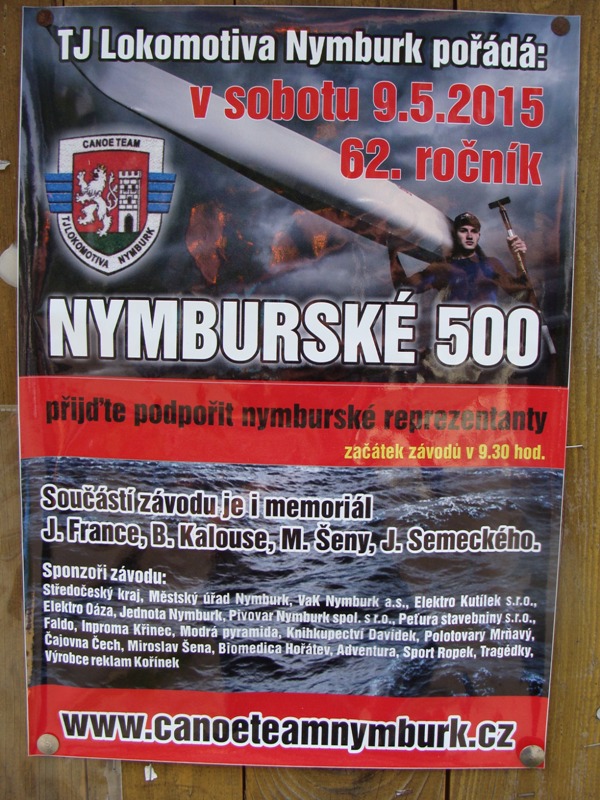 TJ Lokomotiva Nymburk pořádá:
v sobotu 9.5.2015
62. ročník
CANOE TEAM
TJ LOKOMOTIVA NYMBURK
NYMBURSKÉ 500
přijďte podpořit nymburské reprezentanty
začátek závodů v 9.30 hod.
Součástí závodu je i memoriál
J. France, B. Kalouse, M. Šeny, J. Semeckého.
Sponzoři závodu:
Středočeský kraj, Městský úřad Nymburk, VaK Nymburk a.s., Elektro Kutílek s.r.o.,
Elektro Oáza, Jednota Nymburk, Pivovar Nymburk spol. s r.o., Peťura stavebniny s.r.o.,
Faldo, Inproma Křinec, Modrá pyramida, Knihkupectví Davídek, Polotovary Mrňavý,
Čajovna Čech, Miroslav Šena, Biomedica Hořátev, Adventura, Sport Ropek, Tragédky,
Výrobce reklam Kořínek
www.canoeteamnymburk.cz